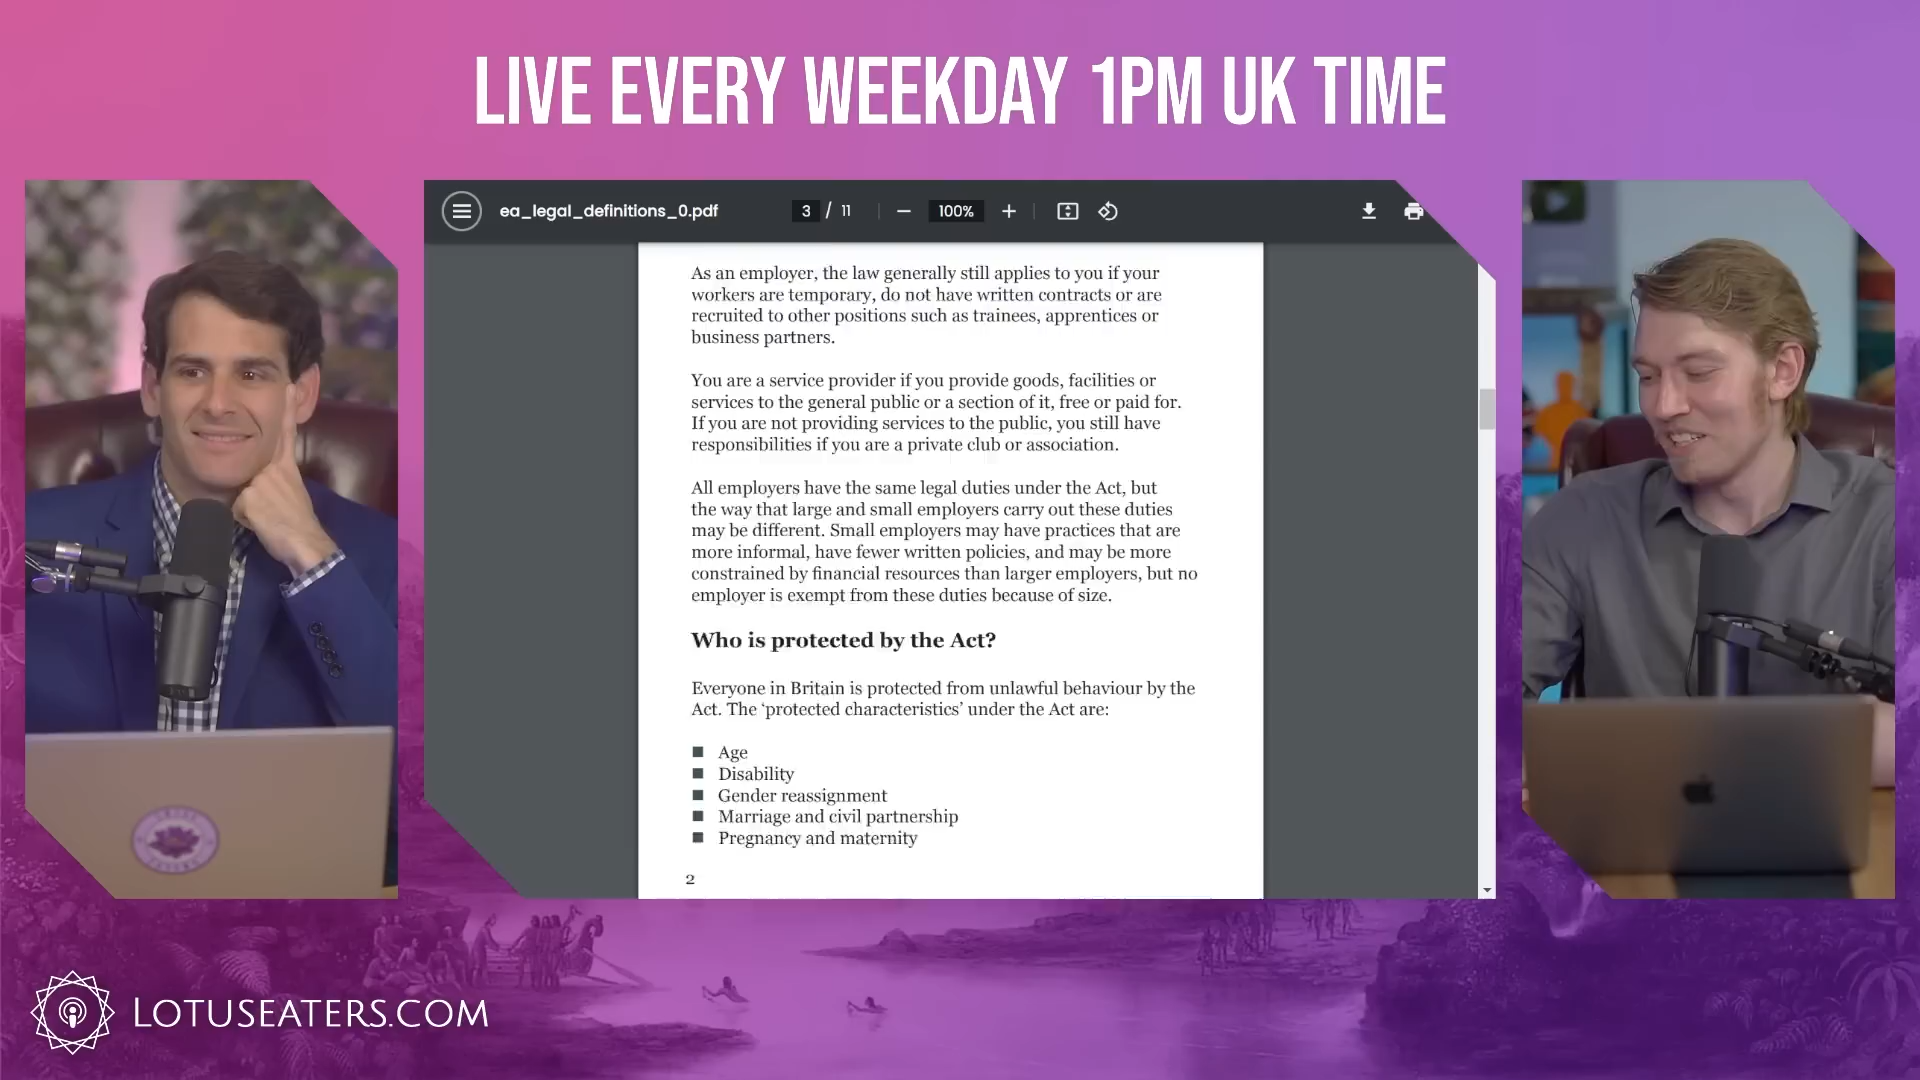 LIVE EVERY WEEKDAY 1PM UK TIME
ea_legal_definitions_0.pdf
3 / 11
100%
As an employer, the law generally still applies to you if your
workers are temporary, do not have written contracts or are
recruited to other positions such as trainees, apprentices or
business partners.
You are a service provider if you provide goods, facilities or
services to the general public or a section of it, free or paid for.
If you are not providing services to the public, you still have
responsibilities if you are a private club or association.
All employers have the same legal duties under the Act, but
the way that large and small employers carry out these duties
may be different. Small employers may have practices that are
more informal, have fewer written policies, and may be more
constrained by financial resources than larger employers, but no
employer is exempt from these duties because of size.
Who is protected by the Act?
Everyone in Britain is protected from unlawful behaviour by the
Act. The ‘protected characteristics’ under the Act are:
■ Age
■ Disability
■ Gender reassignment
■ Marriage and civil partnership
■ Pregnancy and maternity
2
LOTUSEATERS.COM